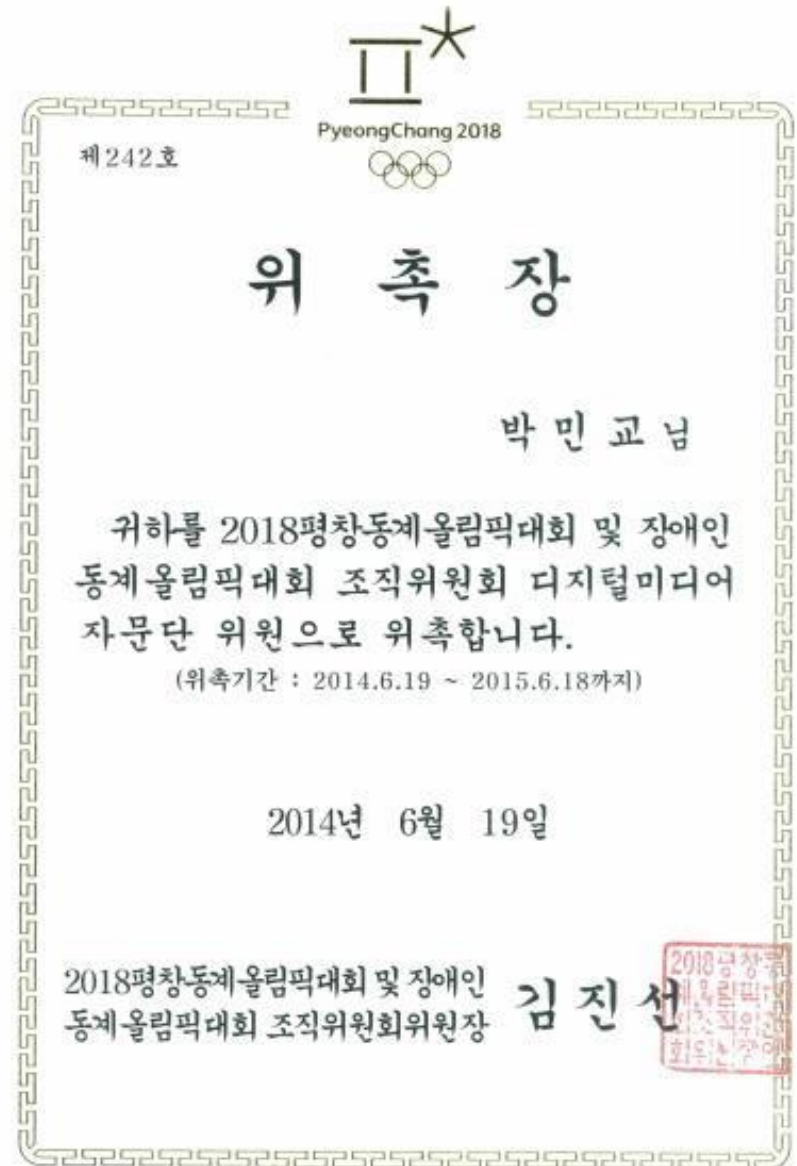 PyeongChang 2018
제242호
위 촉 장
박 민 교 님
귀하를 2018평창동계올림픽대회 및 장애인
동계올림픽대회 조직위원회 디지털미디어
자문단 위원으로 위촉합니다.
(위촉기간 : 2014.6.19 ~ 2015.6.18까지)
2014년 6월 19일
2018평창동계올림픽대회 및 장애인
동계올림픽대회 조직위원회위원장 김 진 선